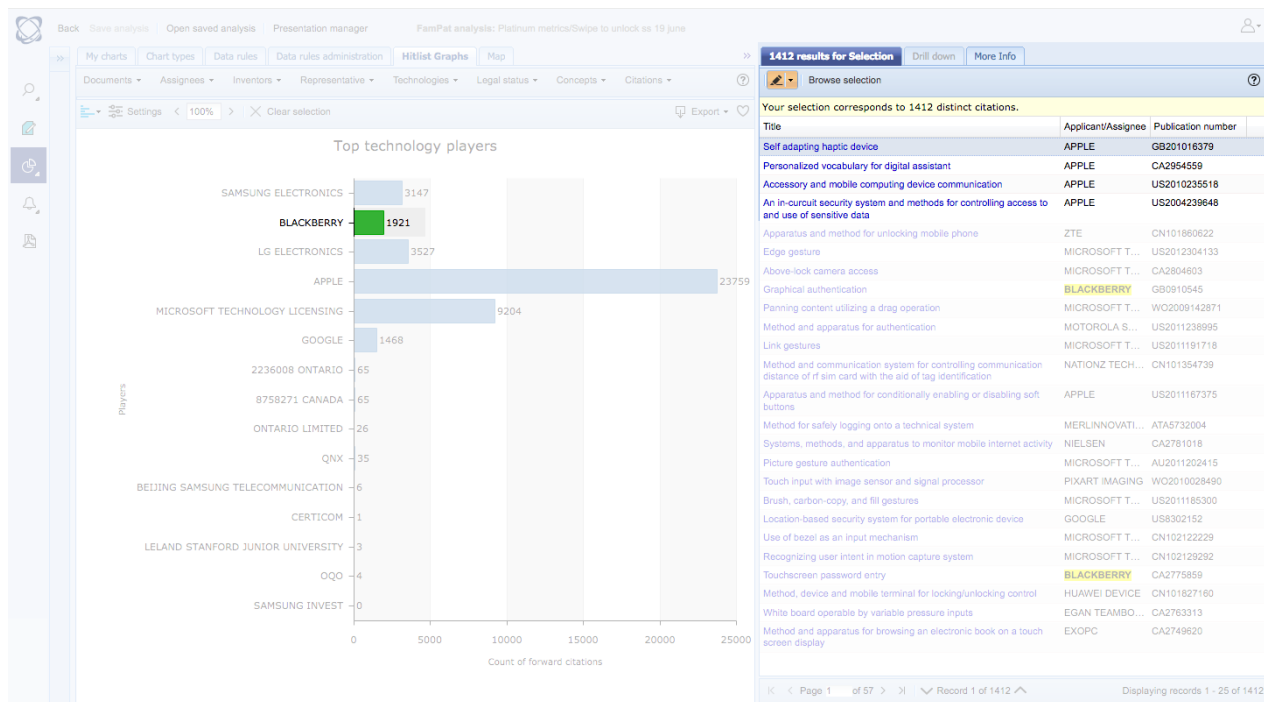 Back Save analysis Open saved analysis Presentation manager FamPat analysis: Platinum metrics/Swipe to unlock as 19 june
» My charts Chart types Data rules Data rules administration Hitlist Graphs Map »
Documents Assignees Inventors Representative Technologies Legal status Concepts Citations ?
Settings < 100% > Clear selection Export
Top technology players
SAMSUNG ELECTRONICS 3147
BLACKBERRY 1921
LG ELECTRONICS 3527
APPLE 23759
MICROSOFT TECHNOLOGY LICENSING 9204
GOOGLE 1468
2236008 ONTARIO 65
8758271 CANADA 65
ONTARIO LIMITED 26
QNX 35
BEIJING SAMSUNG TELECOMMUNICATION 6
CERTICOM 1
LELAND STANFORD JUNIOR UNIVERSITY 3
OQO 4
SAMSUNG INVEST 0
Players
0 5000 10000 15000 20000 25000
Count of forward citations
1412 results for Selection Drill down More Info
Browse selection ?
Your selection corresponds to 1412 distinct citations.
Title Applicant/Assignee Publication number
Self adapting haptic device APPLE GB201016379
Personalized vocabulary for digital assistant APPLE CA2954559
Accessory and mobile computing device communication APPLE US2010235518
An in-curcuit security system and methods for controlling access to APPLE US2004239648
and use of sensitive data
Apparatus and method for unlocking mobile phone ZTE CN101860622
Edge gesture MICROSOFT T... US2012304133
Above-lock camera access MICROSOFT T... CA2804603
Graphical authentication BLACKBERRY GB0910545
Panning content utilizing a drag operation MICROSOFT T... WO2009142871
Method and apparatus for authentication MOTOROLA S... US2011238995
Link gestures MICROSOFT T... US2011191718
Method and communication system for controlling communication NATIONZ TECH... CN101354739
distance of rf sim card with the aid of tag identification
Apparatus and method for conditionally enabling or disabling soft APPLE US2011167375
buttons
Method for safely logging onto a technical system MERLINNOVATI... ATA5732004
Systems, methods, and apparatus to monitor mobile internet activity NIELSEN CA2781018
Picture gesture authentication MICROSOFT T... AU2011202415
Touch input with image sensor and signal processor PIXART IMAGING WO2010028490
Brush, carbon-copy, and fill gestures MICROSOFT T... US2011185300
Location-based security system for portable electronic device GOOGLE US8302152
Use of bezel as an input mechanism MICROSOFT T... CN102122229
Recognizing user intent in motion capture system MICROSOFT T... CN102129292
Touchscreen password entry BLACKBERRY CA2775859
Method, device and mobile terminal for locking/unlocking control HUAWEI DEVICE CN101827160
White board operable by variable pressure inputs EGAN TEAMBO... CA2763313
Method and apparatus for browsing an electronic book on a touch EXOPC CA2749620
screen display
Page 1 of 57 Record 1 of 1412 Displaying records 1 - 25 of 1412